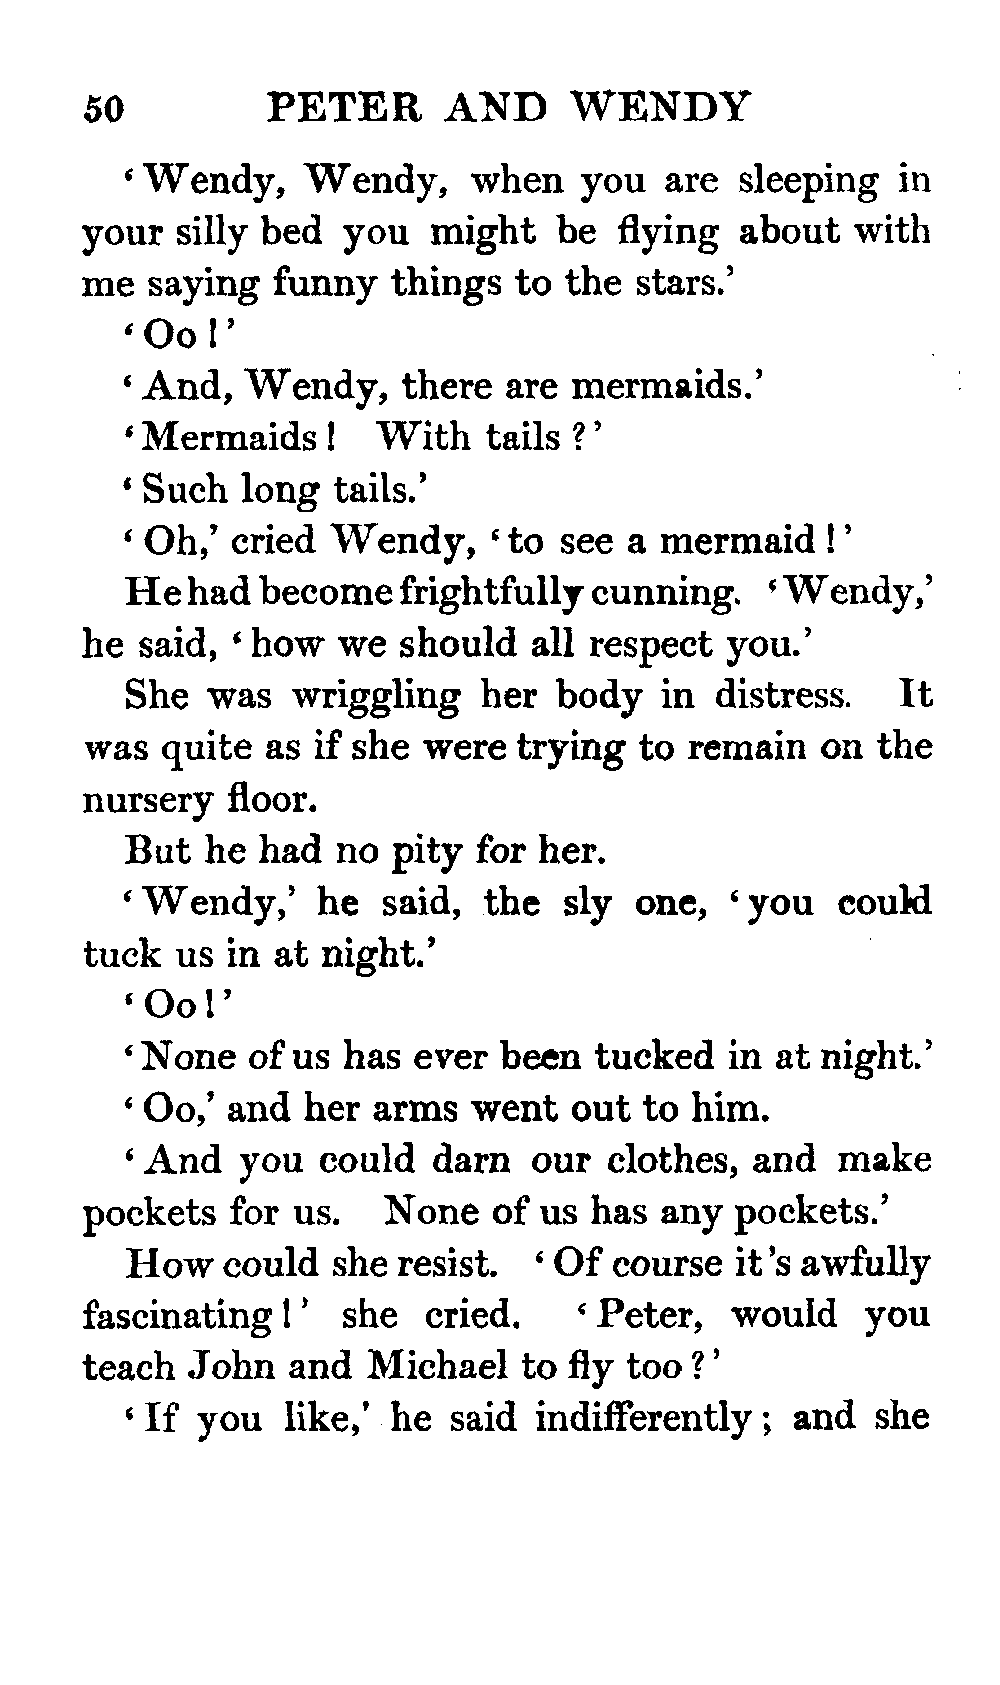 50 PETER AND WENDY
‘Wendy, Wendy, when you are sleeping in
your silly bed you might be flying about with
me saying funny things to the stars.’
‘Oo!’
‘And, Wendy, there are mermaids.’
‘Mermaids! With tails?’
‘Such long tails.’
‘Oh,’ cried Wendy, ‘to see a mermaid!’
He had become frightfully cunning. ‘Wendy,’
he said, ‘how we should all respect you.’
She was wriggling her body in distress. It
was quite as if she were trying to remain on the
nursery floor.
But he had no pity for her.
‘Wendy,’ he said, the sly one, ‘you could
tuck us in at night.’
‘Oo!’
‘None of us has ever been tucked in at night.’
‘Oo,’ and her arms went out to him.
‘And you could darn our clothes, and make
pockets for us. None of us has any pockets.’
How could she resist. ‘Of course it's awfully
fascinating!’ she cried. ‘Peter, would you
teach John and Michael to fly too?’
‘If you like,’ he said indifferently; and she